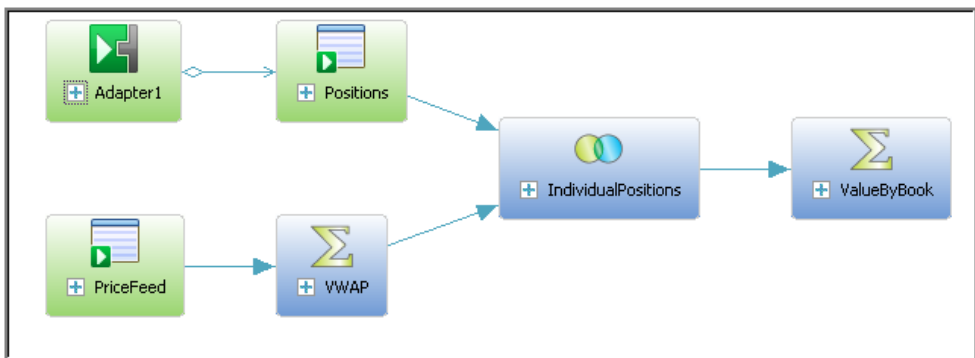 Adapter1
Positions
IndividualPositions
ValueByBook
PriceFeed
VWAP